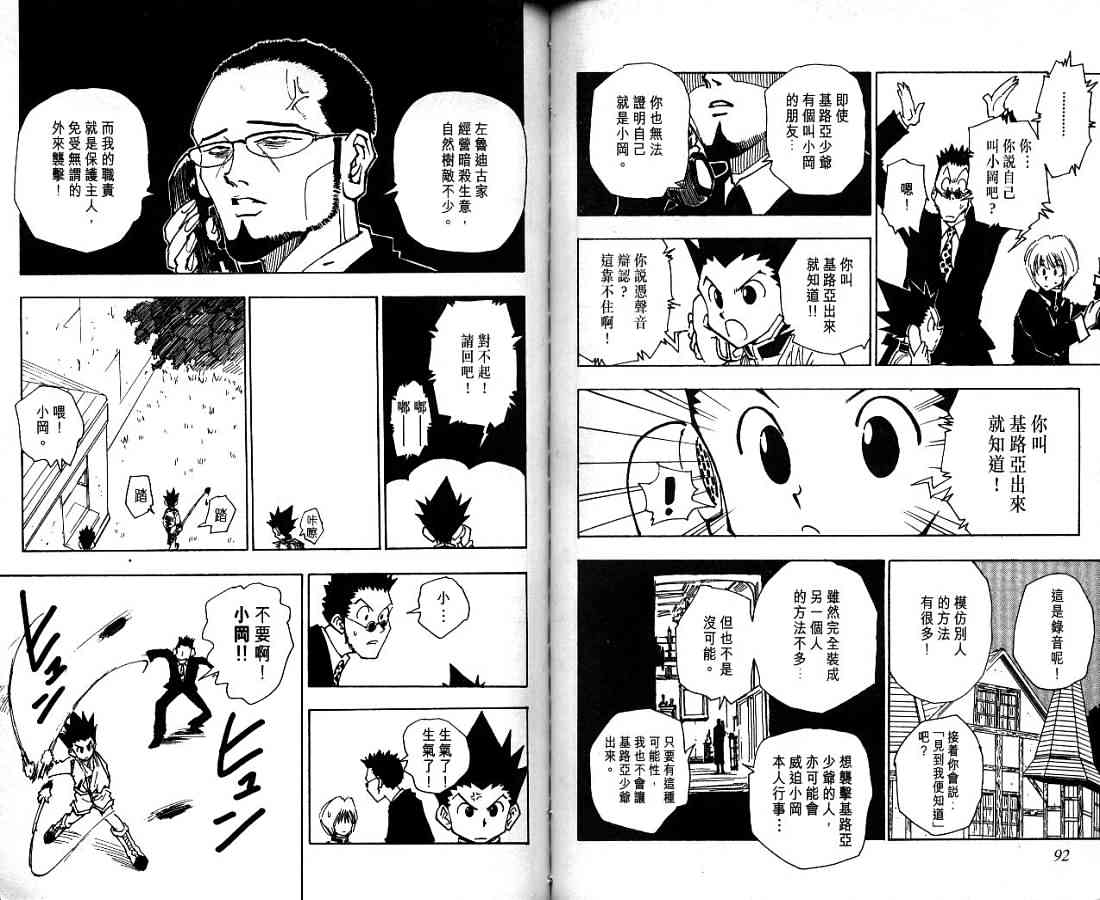 …………
你…
你說自己
叫小岡吧?
嗯!
即使
基路亞少爺
有個叫小岡
的朋友…
你也無法
證明自己
就是小岡。
你叫
基路亞出來
就知道!!
你說憑聲音
辯認?
這靠不住啊!
你叫
基路亞出來
就知道!
!
這是錄音呢!
模仿別人
的方法
有很多!
接着你會說…
「見到我便知道」
吧?
雖然完全裝成
另一個人
的方法不多…
但也不是
沒可能。
想襲擊基路亞
少爺的人,
亦可能會
威迫小岡
本人行事…
只要有這種
可能性,
我也不會讓
基路亞少爺
出來。
92
左魯迪古家
經營暗殺生意,
自然樹敵不少。
而我的職責
就是保護主人,
免受無謂的
外來襲擊!
對不起!
請回吧!
嘟——
嘟——
咔嚓
踏
踏
喂!
小岡。
小…
生氣了!
生氣了!
不要啊!
小岡!!
ヒュン
ヒュン